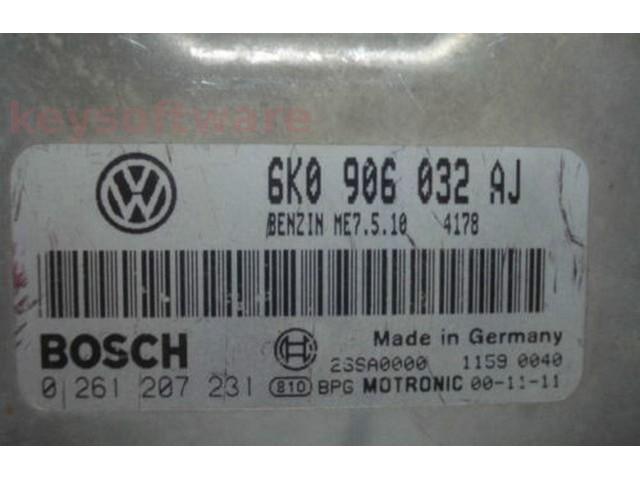 keysoftware
6K0 906 032 AJ
BENZIN ME7.5.10 4178
BOSCH
Made in Germany
0 261 207 231
26SA0000 1159 0040
810 BPG MOTRONIC 00-11-11